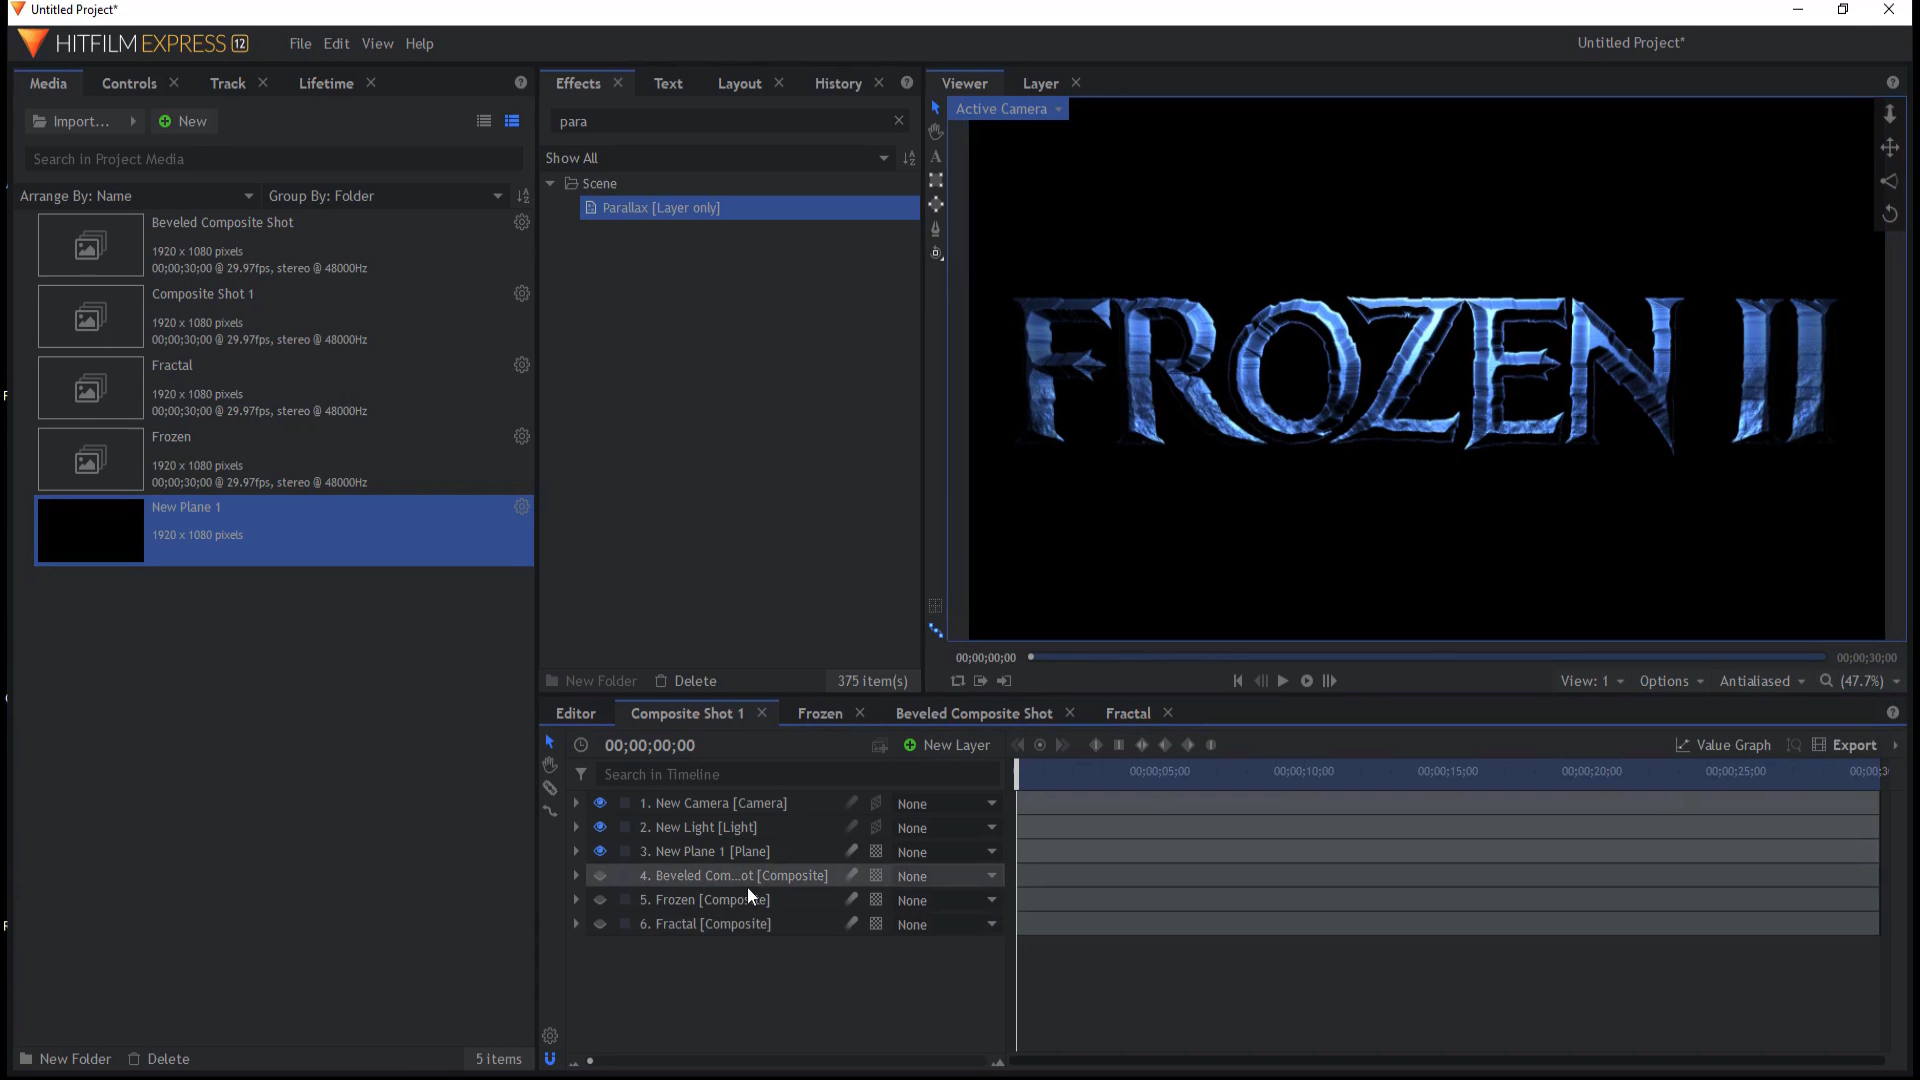 Untitled Project*
HITFILM EXPRESS 12
File Edit View Help
Untitled Project*
Media Controls Track Lifetime
Import... New
Search in Project Media
Arrange By: Name Group By: Folder
Beveled Composite Shot
1920 x 1080 pixels
00;00;30;00 @ 29.97fps, stereo @ 48000Hz
Composite Shot 1
1920 x 1080 pixels
00;00;30;00 @ 29.97fps, stereo @ 48000Hz
Fractal
1920 x 1080 pixels
00;00;30;00 @ 29.97fps, stereo @ 48000Hz
Frozen
1920 x 1080 pixels
00;00;30;00 @ 29.97fps, stereo @ 48000Hz
New Plane 1
1920 x 1080 pixels
New Folder Delete 5 items
Effects Text Layout History
para
Show All
Scene
Parallax [Layer only]
New Folder Delete 375 item(s)
Viewer Layer
Active Camera
FROZEN II
00;00;00;00 00;00;30;00
View: 1 Options Antialiased (47.7%)
Editor Composite Shot 1 Frozen Beveled Composite Shot Fractal
00;00;00;00 New Layer Value Graph Export
Search in Timeline 00;00;05;00 00;00;10;00 00;00;15;00 00;00;20;00 00;00;25;00 00;00;3
1. New Camera [Camera] None
2. New Light [Light] None
3. New Plane 1 [Plane] None
4. Beveled Com...ot [Composite] None
5. Frozen [Composite] None
6. Fractal [Composite] None